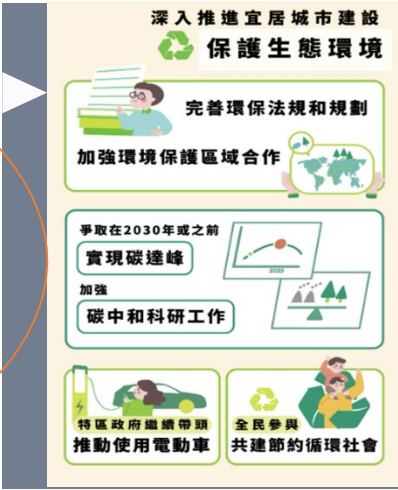 深入推進宜居城市建設
保護生態環境
完善環保法規和規劃
加強環境保護區域合作
爭取在2030年或之前
實現碳達峰
加強
碳中和科研工作
2030
特區政府繼續帶頭
推動使用電動車
全民參與
共建節約循環社會